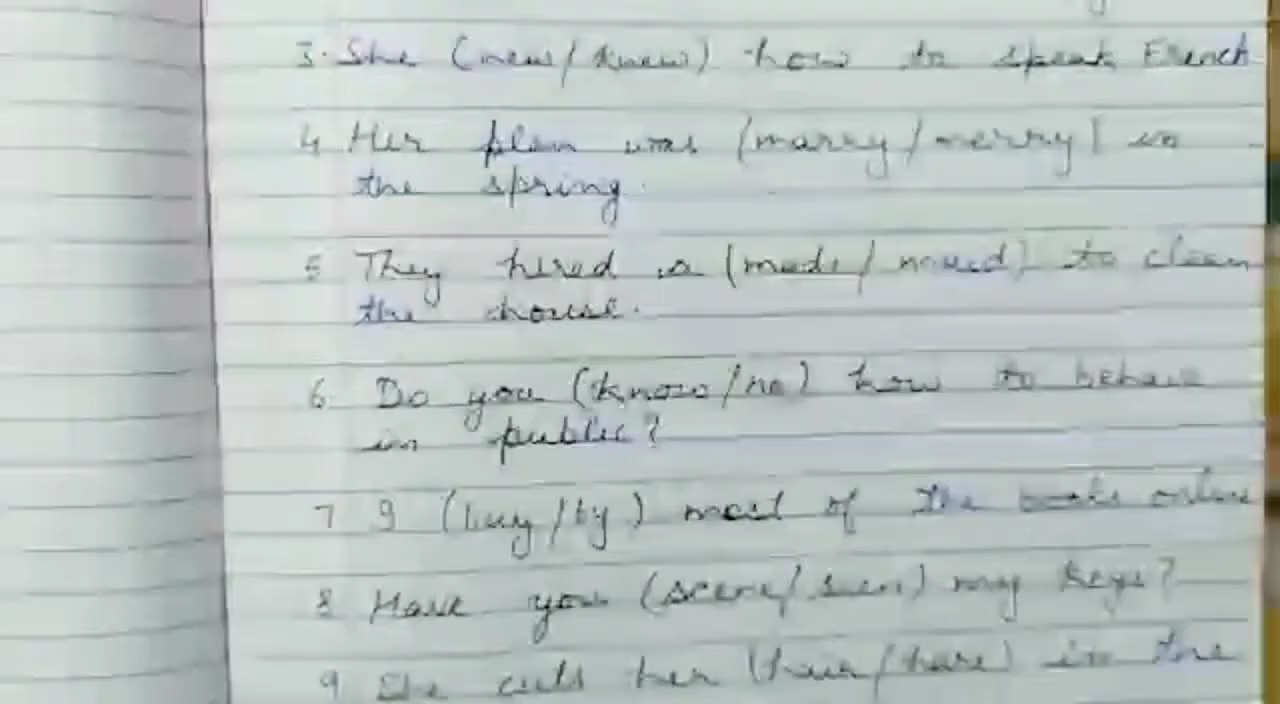 3. She (new/knew) how to speak French
4 Her plan was (marry/merry) in
the spring.
5 They hired a (made/maid) to clean
the house.
6. Do you (know/no) how to behave
in public?
7 I (buy/by) most of the books online
8 Have you (scene/seen) my keys?
9 She cuts her (hair/hare) in the